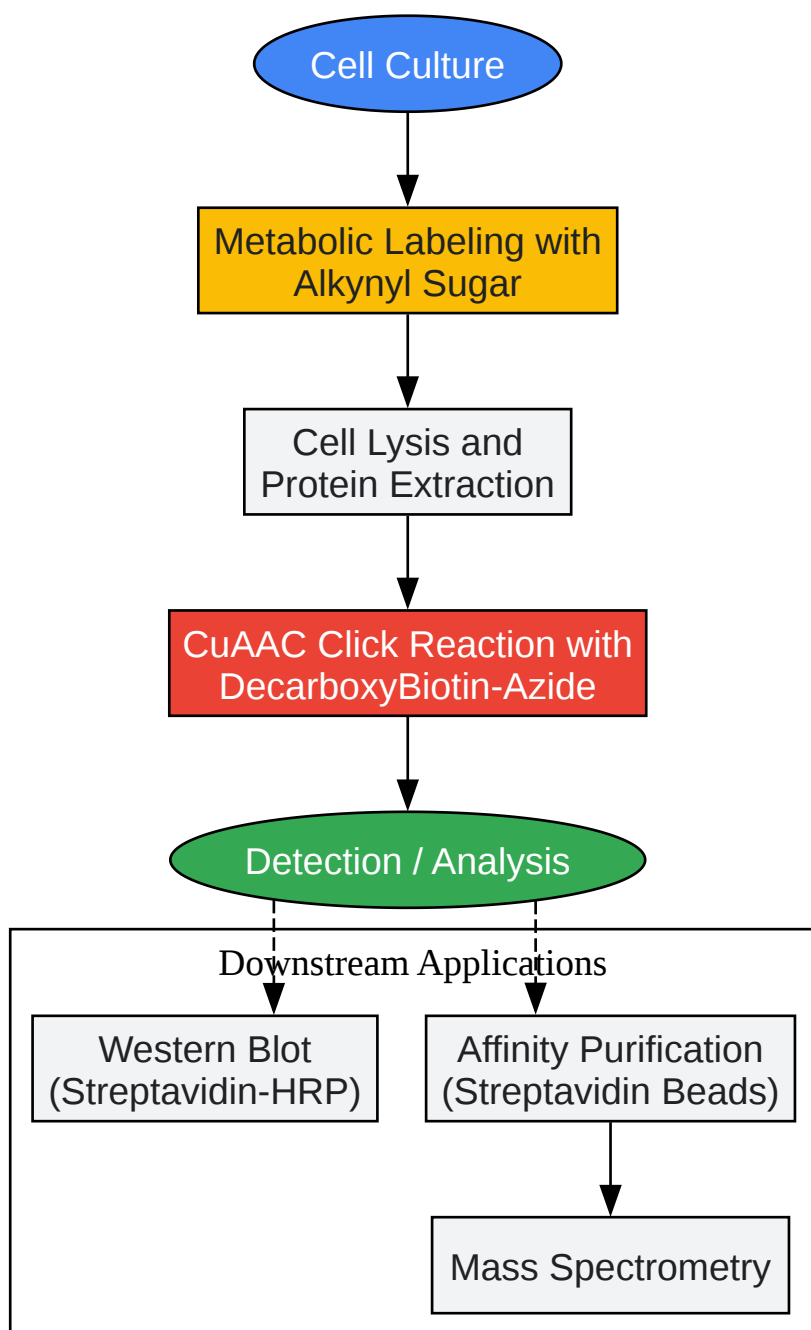 Cell Culture
Metabolic Labeling with
Alkynyl Sugar
Cell Lysis and
Protein Extraction
CuAAC Click Reaction with
DecarboxyBiotin-Azide
Detection / Analysis
Downstream Applications
Western Blot
(Streptavidin-HRP)
Affinity Purification
(Streptavidin Beads)
Mass Spectrometry